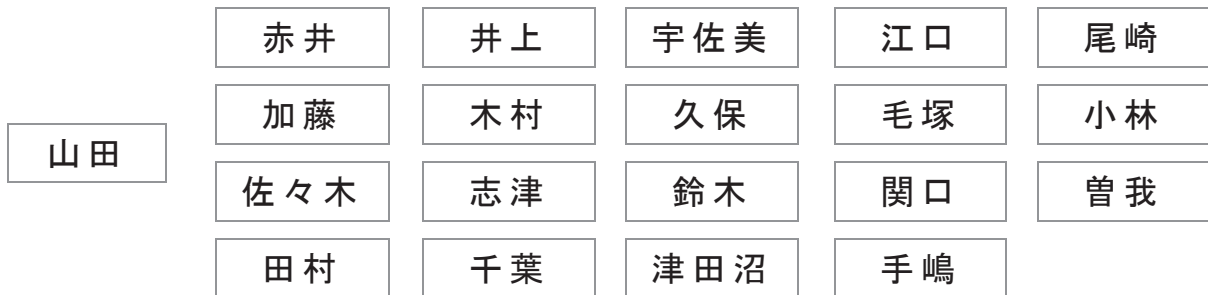 赤井 井上 宇佐美 江口 尾崎
加藤 木村 久保 毛塚 小林
山田
佐々木 志津 鈴木 関口 曽我
田村 千葉 津田沼 手嶋